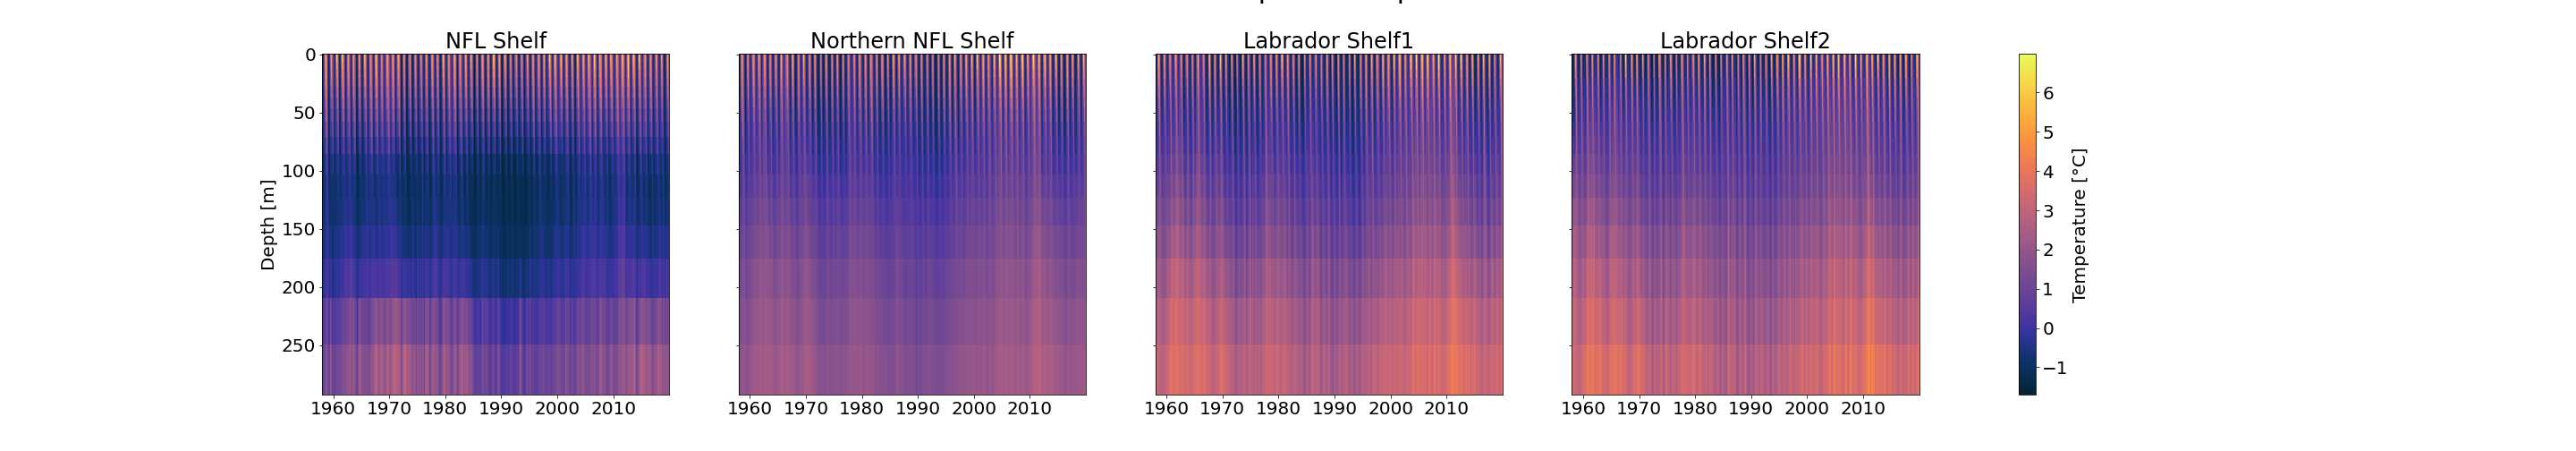 NFL Shelf
Northern NFL Shelf
Labrador Shelf1
Labrador Shelf2
0
50
100
150
200
250
Depth [m]
1960 1970 1980 1990 2000 2010
1960 1970 1980 1990 2000 2010
1960 1970 1980 1990 2000 2010
1960 1970 1980 1990 2000 2010
6
5
4
3
2
1
0
−1
Temperature [°C]